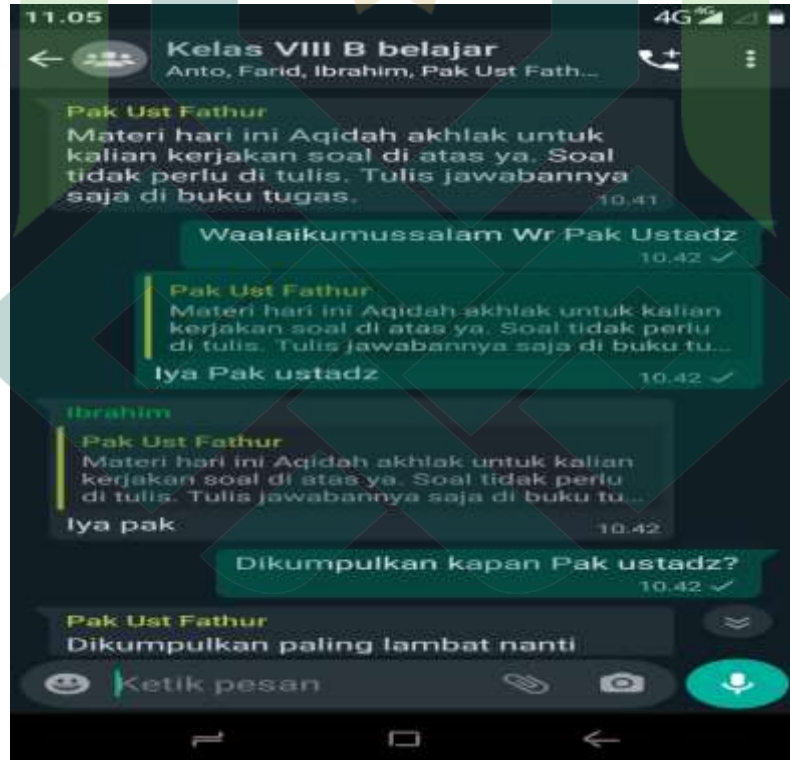 11.05
4G 4G
Kelas VIII B belajar
Anto, Farid, Ibrahim, Pak Ust Fath...
Pak Ust Fathur
Materi hari ini Aqidah akhlak untuk
kalian kerjakan soal di atas ya. Soal
tidak perlu di tulis. Tulis jawabannya
saja di buku tugas.
10.41
Waalaikumussalam Wr Pak Ustadz
10.42
Pak Ust Fathur
Materi hari ini Aqidah akhlak untuk kalian
kerjakan soal di atas ya. Soal tidak perlu
di tulis. Tulis jawabannya saja di buku tu...
Iya Pak ustadz
10.42
Ibrahim
Pak Ust Fathur
Materi hari ini Aqidah akhlak untuk kalian
kerjakan soal di atas ya. Soal tidak perlu
di tulis. Tulis jawabannya saja di buku tu...
Iya pak
10.42
Dikumpulkan kapan Pak ustadz?
10.42
Pak Ust Fathur
Dikumpulkan paling lambat nanti
Ketik pesan